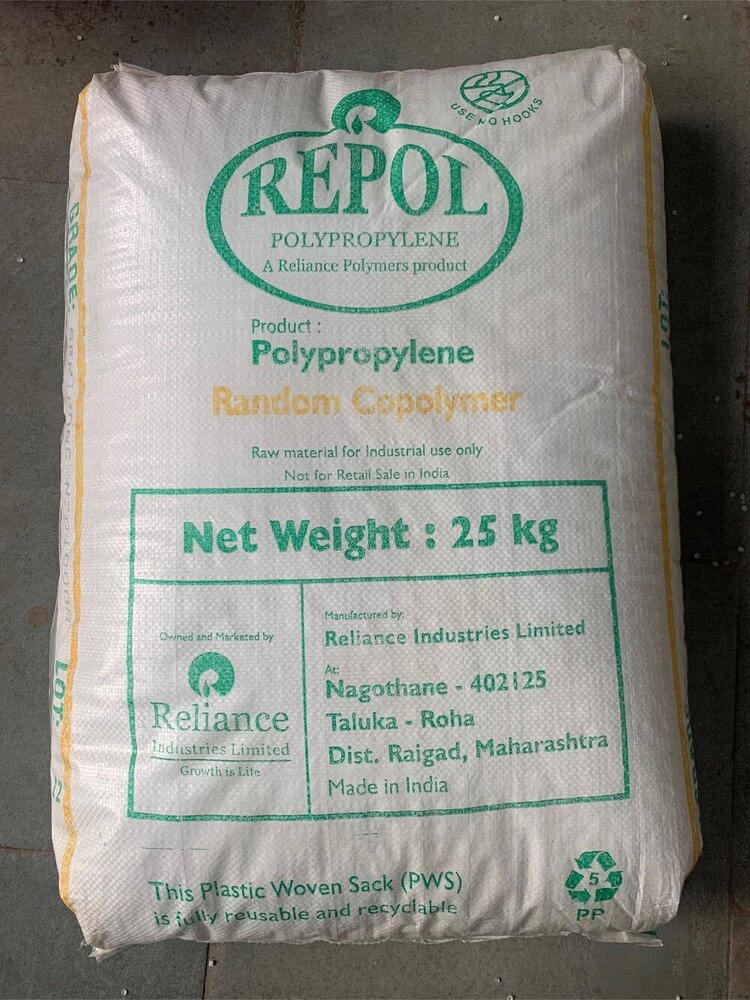 USE NO HOOKS
REPOL
POLYPROPYLENE
A Reliance Polymers product
Product :
Polypropylene
Random Copolymer
Raw material for Industrial use only
Not for Retail Sale in India
Net Weight : 25 kg
Owned and Marketed by
Reliance
Industries Limited
Growth is Life
Manufactured by:
Reliance Industries Limited
At:
Nagothane - 402125
Taluka - Roha
Dist. Raigad, Maharashtra
Made in India
This Plastic Woven Sack (PWS)
is fully reusable and recyclable
5
PP
GRADE:
LOT:
LOT: